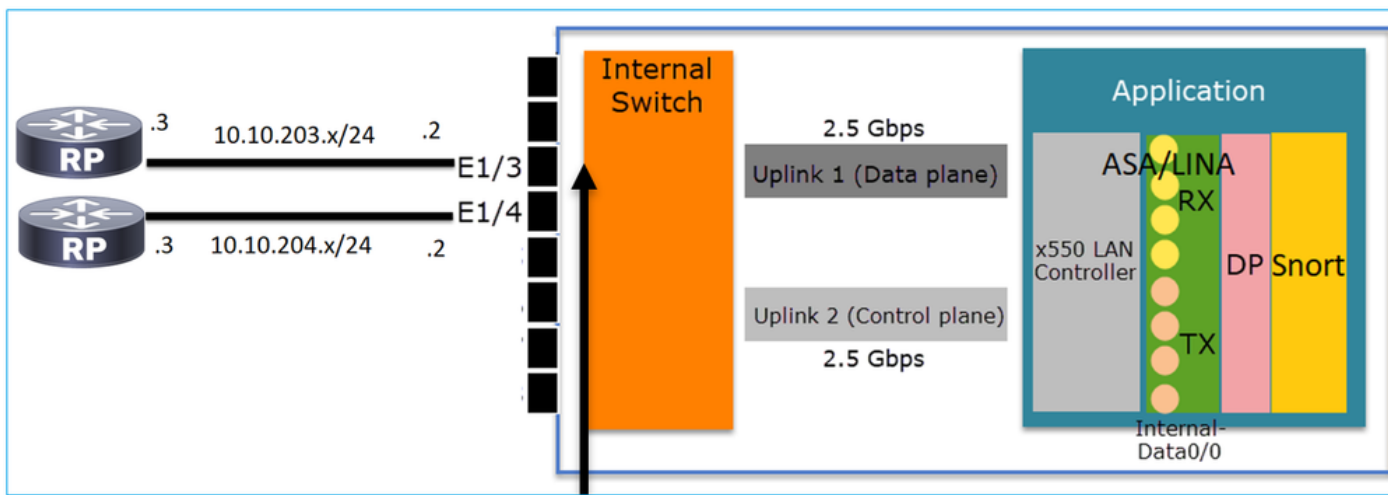 Internal
Switch
Application
.3
10.10.203.x/24
.2
RP
E1/3
E1/4
RP
.3
10.10.204.x/24
.2
2.5 Gbps
Uplink 1 (Data plane)
Uplink 2 (Control plane)
2.5 Gbps
x550 LAN
Controller
ASA/LINA
RX
TX
DP
Snort
Internal-
Data0/0